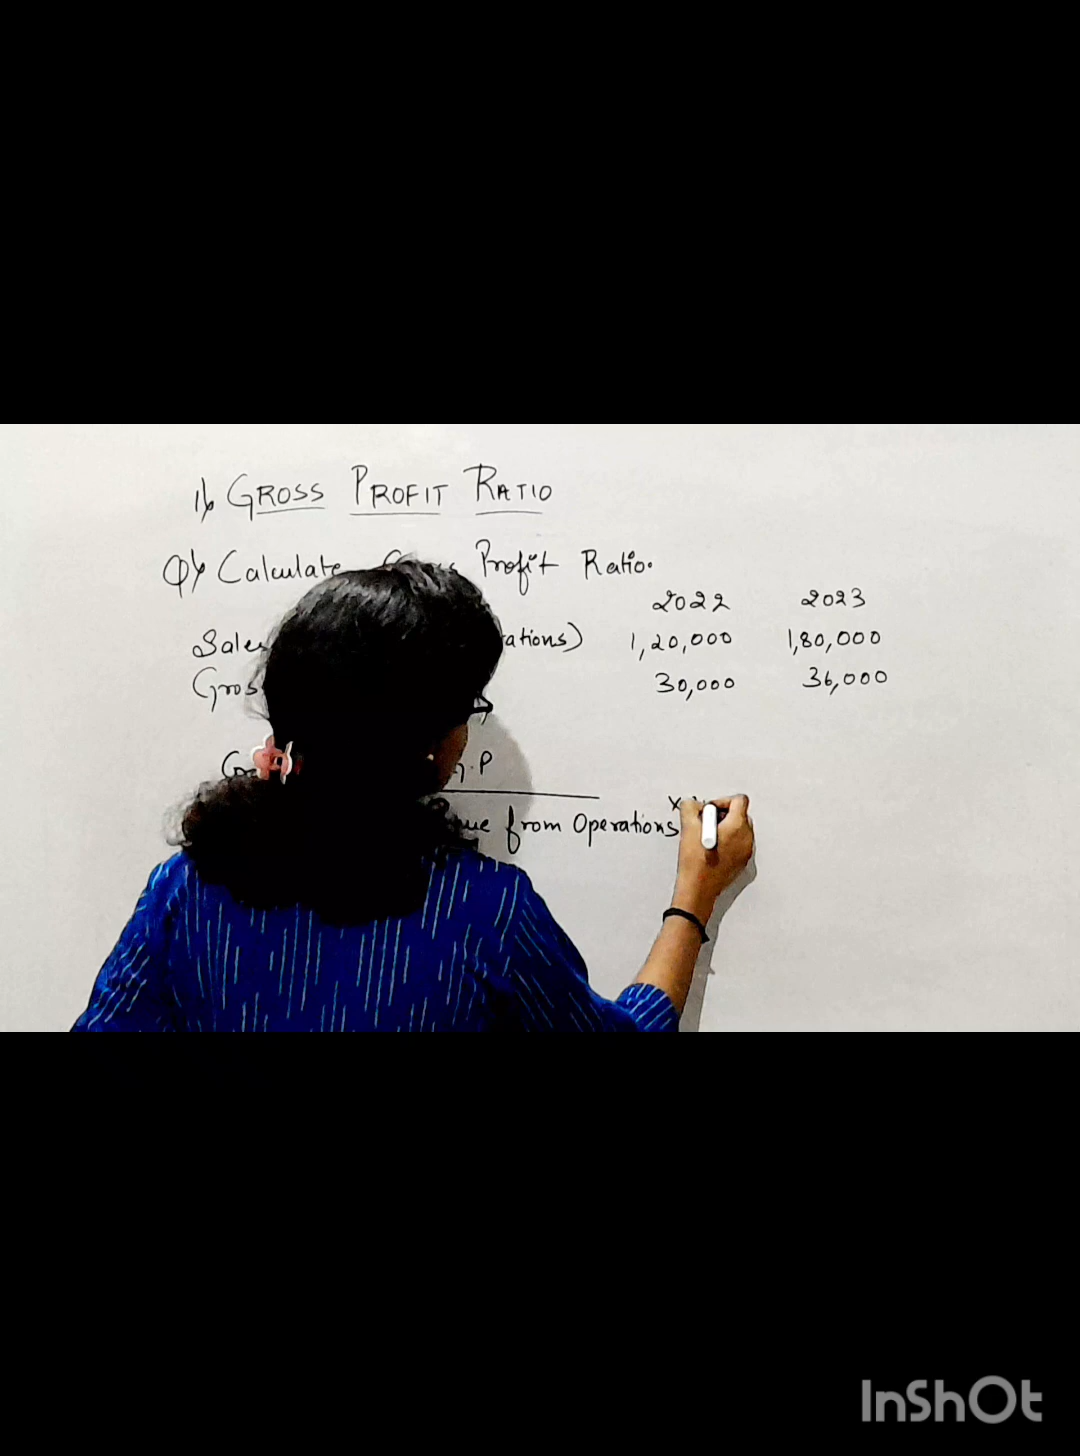 1) GROSS PROFIT RATIO
Q) Calculate Profit Ratio.
2022 2023
Sales ations) 1,20,000 1,80,000
Gros 30,000 36,000
G.P
from Operations ×
InShOt